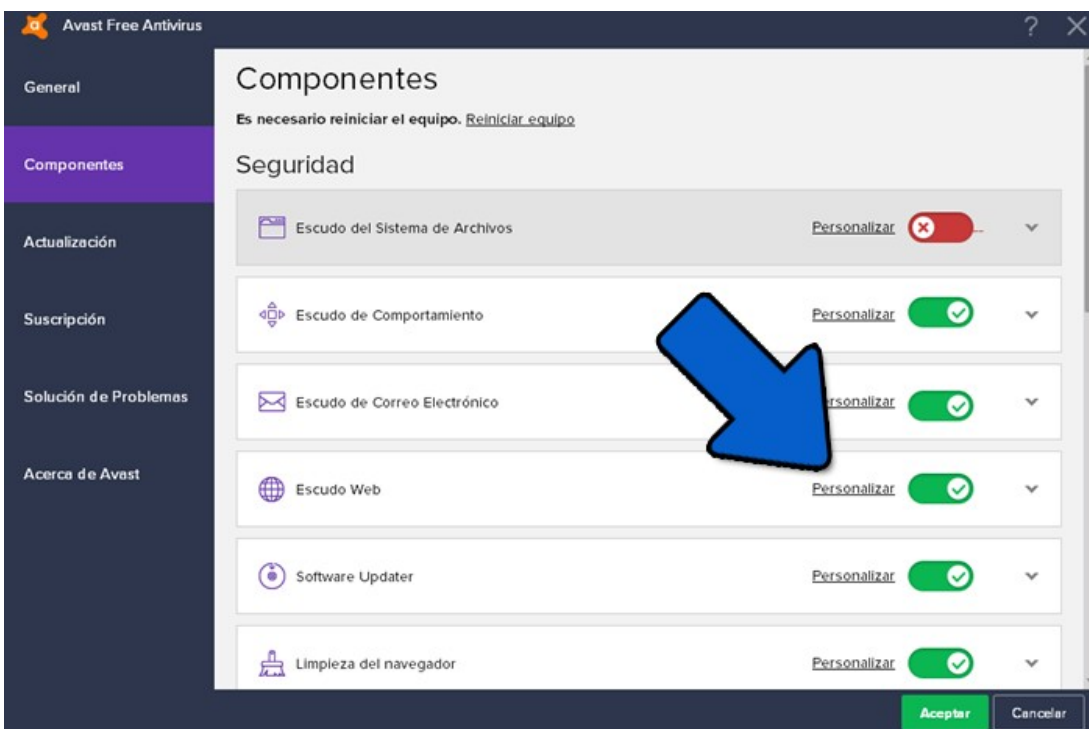 Avast Free Antivirus
?
General
Componentes
Actualización
Suscripción
Solución de Problemas
Acerca de Avast
Componentes
Es necesario reiniciar el equipo. Reiniciar equipo
Seguridad
Escudo del Sistema de Archivos Personalizar ...
Escudo de Comportamiento Personalizar
Escudo de Correo Electrónico ersonalizar
Escudo Web Personalizar
Software Updater Personalizar
Limpieza del navegador Personalizar
Aceptar Cancelar